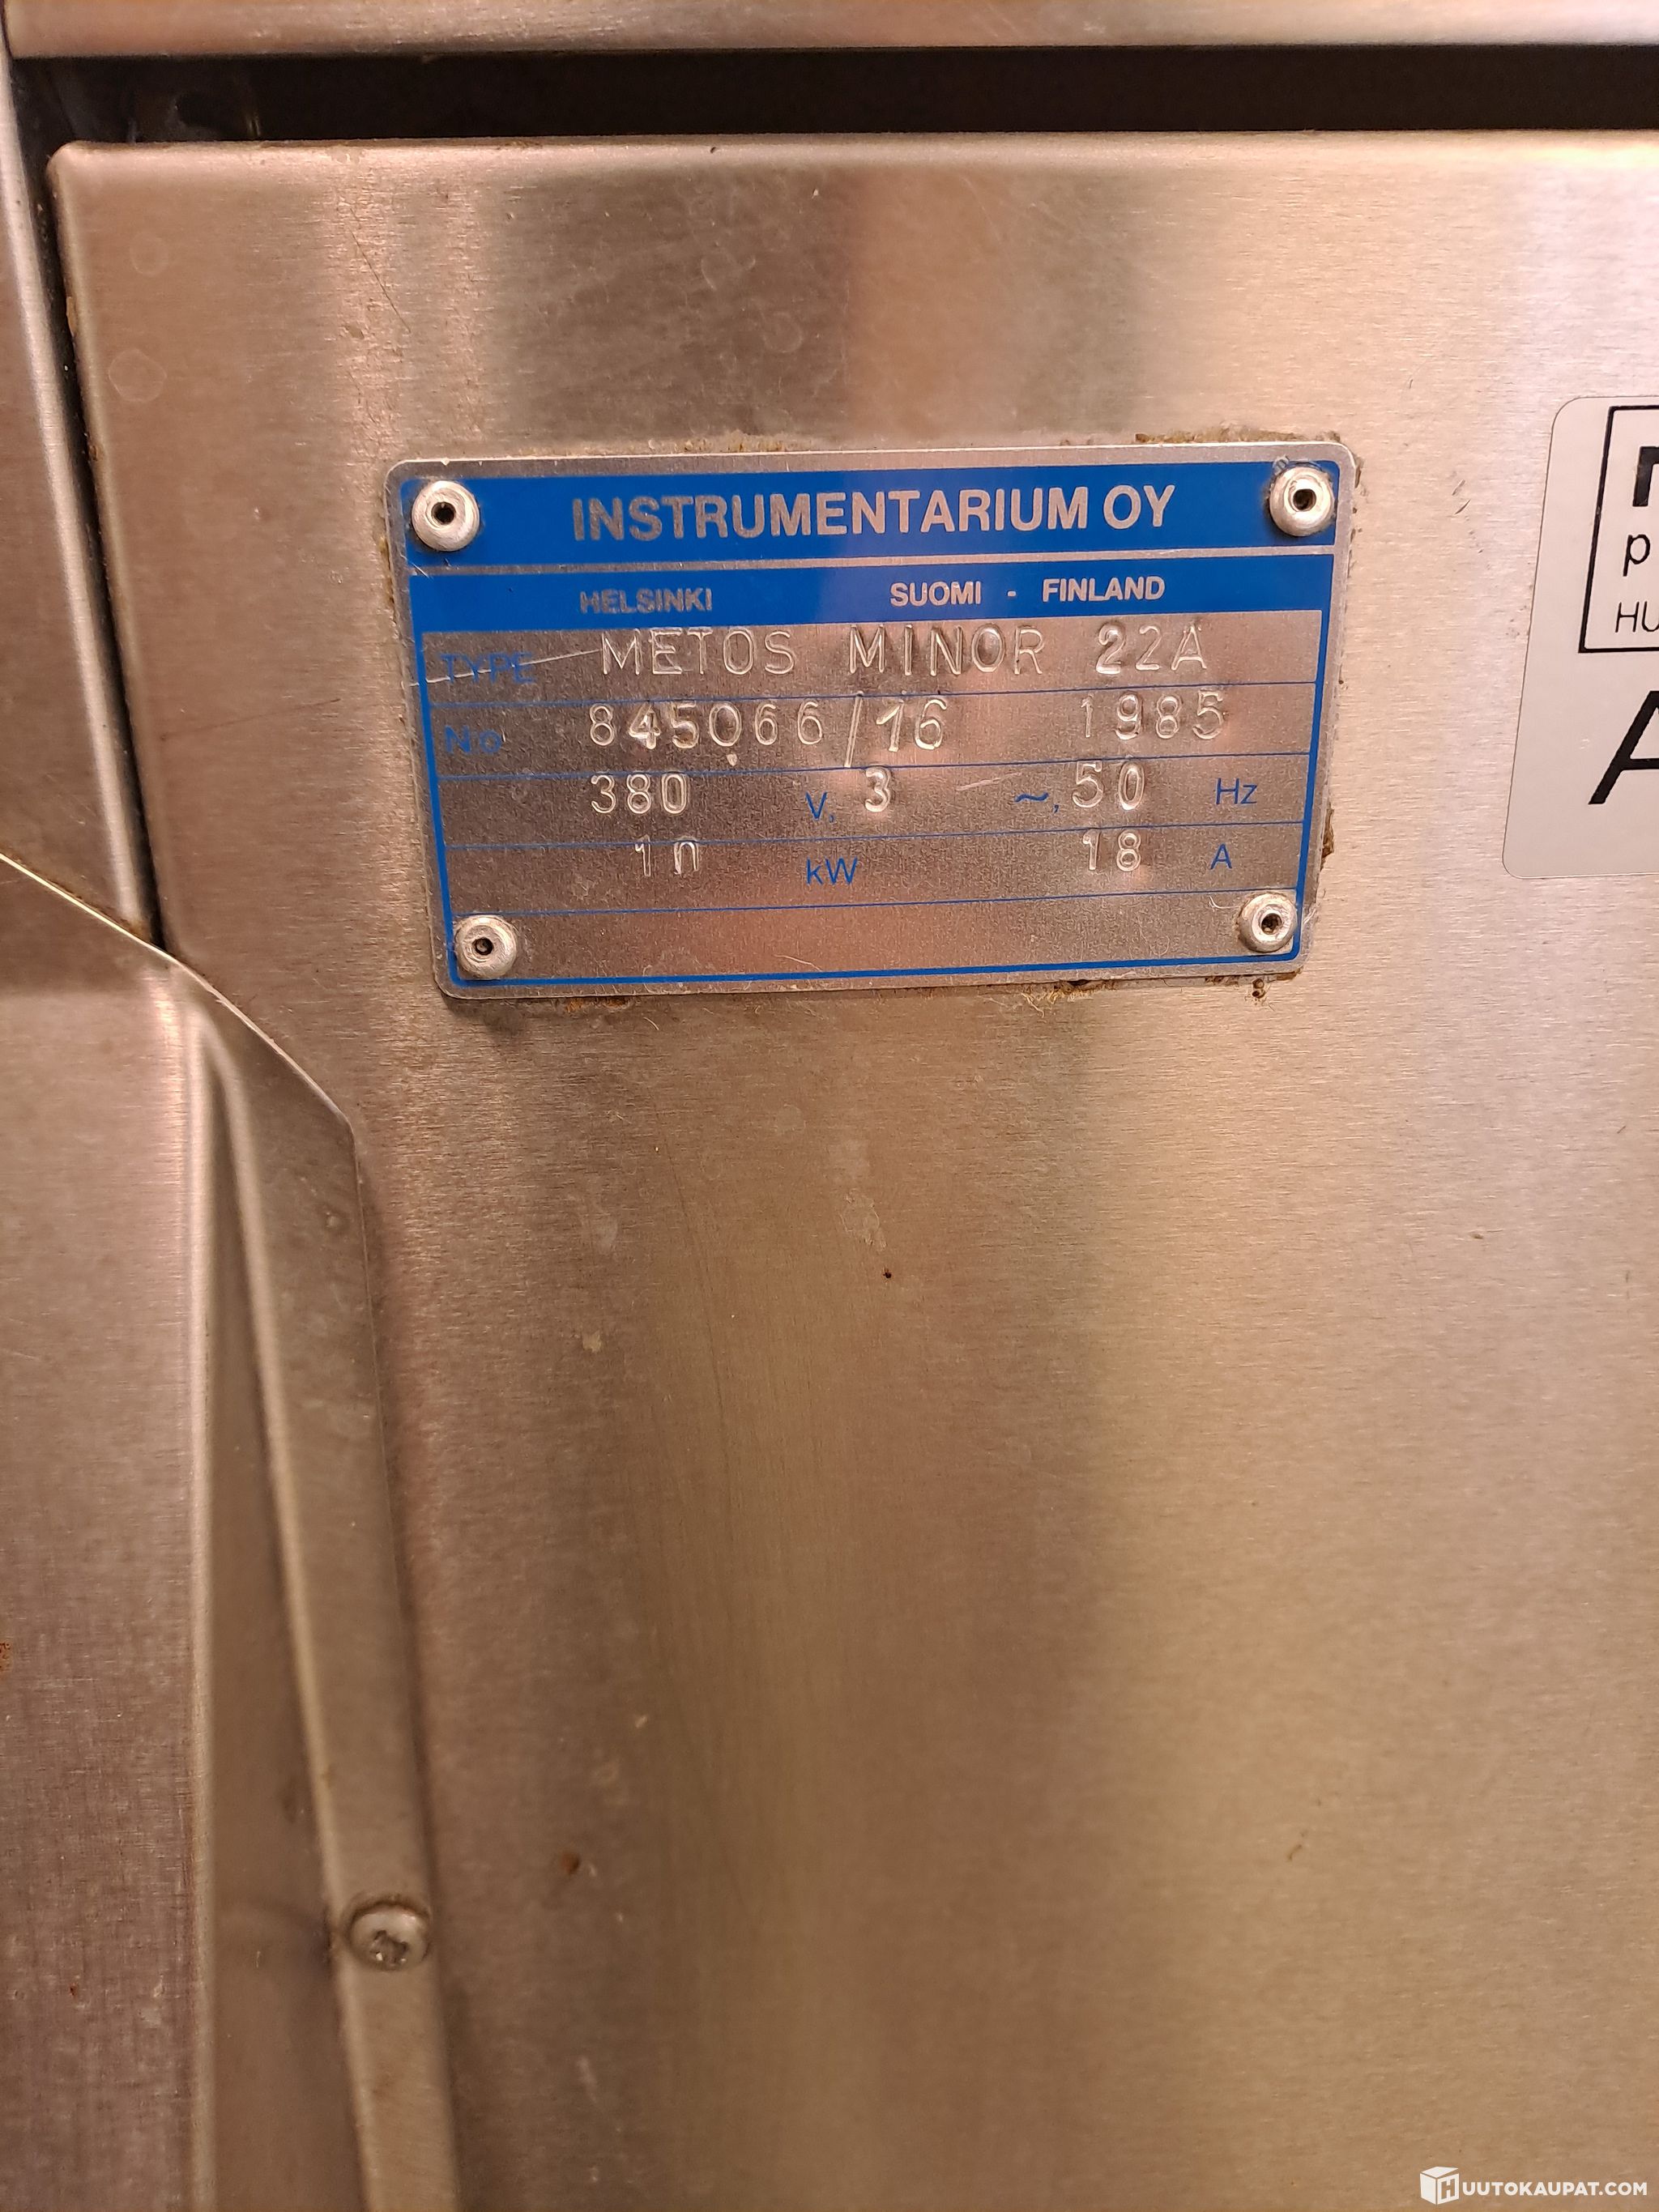 INSTRUMENTARIUM OY
HELSINKI SUOMI - FINLAND
TYPE METOS MINOR 22A
No 845066/16 1985
380 V, 3 ~, 50 Hz
10 kW 18 A
p
HU
A
HUUTOKAUPAT.COM